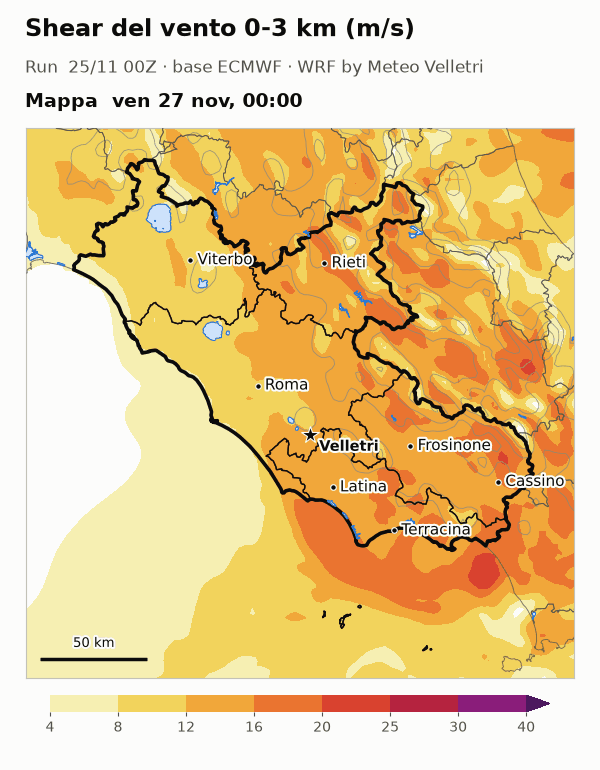 Shear del vento 0-3 km (m/s)
Run  25/11 00Z · base ECMWF · WRF by Meteo Velletri
Mappa  ven 27 nov, 00:00
Viterbo
Rieti
Roma
Velletri
Frosinone
Cassino
Latina
Terracina
50 km
4 8 12 16 20 25 30 40